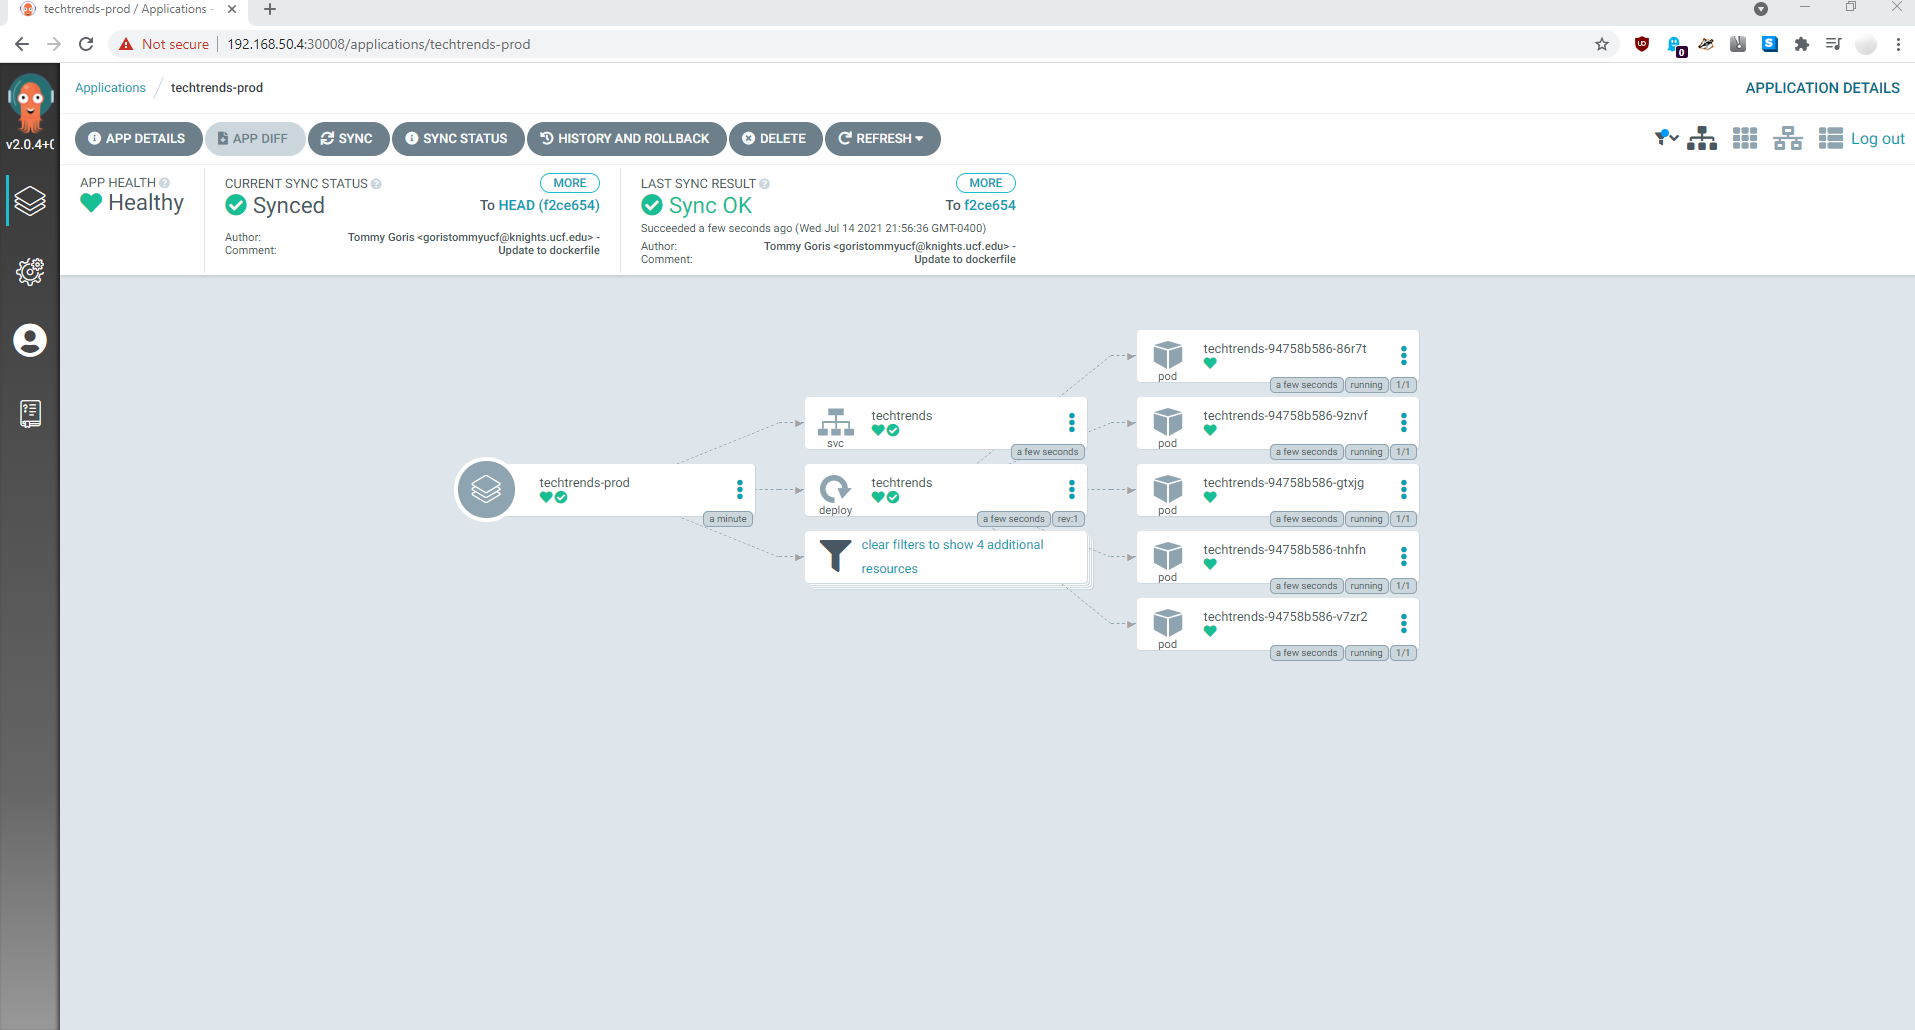 techtrends-prod / Applications -
Not secure
192.168.50.4:30008/applications/techtrends-prod
0
v2.0.4+
Applications
techtrends-prod
APPLICATION DETAILS
APP DETAILS
APP DIFF
SYNC
SYNC STATUS
HISTORY AND ROLLBACK
DELETE
REFRESH
Log out
APP HEALTH
Healthy
CURRENT SYNC STATUS
MORE
Synced
To HEAD (f2ce654)
Author:
Tommy Goris <goristommyucf@knights.ucf.edu> -
Comment:
Update to dockerfile
LAST SYNC RESULT
MORE
Sync OK
To f2ce654
Succeeded a few seconds ago (Wed Jul 14 2021 21:56:36 GMT-0400)
Author:
Tommy Goris <goristommyucf@knights.ucf.edu> -
Comment:
Update to dockerfile
techtrends-prod
a minute
svc
techtrends
a few seconds
deploy
techtrends
a few seconds
rev:1
clear filters to show 4 additional
resources
pod
techtrends-94758b586-86r7t
a few seconds
running
1/1
pod
techtrends-94758b586-9znvf
a few seconds
running
1/1
pod
techtrends-94758b586-gtxjg
a few seconds
running
1/1
pod
techtrends-94758b586-tnhfn
a few seconds
running
1/1
pod
techtrends-94758b586-v7zr2
a few seconds
running
1/1